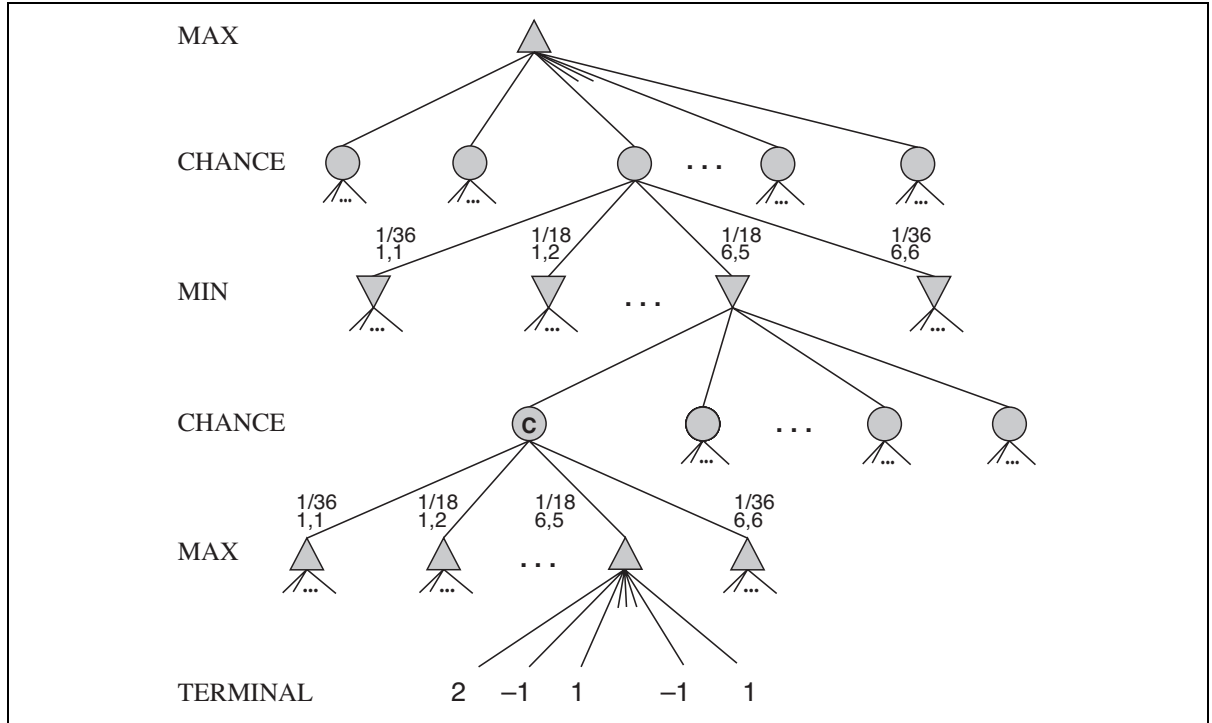 MAX
CHANCE
...
... ... ... ... ...
1/36 1/18 1/18 1/36
1,1 1,2 6,5 6,6
MIN
...
... ... ...
CHANCE
C
...
... ... ...
1/36 1/18 1/18 1/36
1,1 1,2 6,5 6,6
MAX
...
... ... ...
TERMINAL 2 –1 1 –1 1